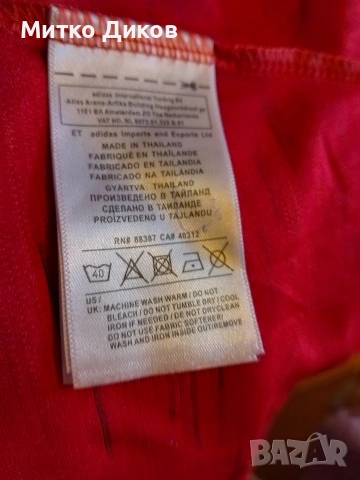 Митко Диков
adidas International Trading BV
Atlas Arena-Afrika Building
1101 BA Amsterdam ZO The Netherlands
VAT NO. NL
ET adidas Imports and Exports Ltd
MADE IN THAILAND
FABRIQUÉ EN THAÏLANDE
FABRICADO EN TAILANDIA
FABRICADO NA TAILÂNDIA
GYÁRTVA: THAILAND
ПРОИЗВЕДЕНО В ТАЙЛАНД
СДЕЛАНО В ТАИЛАНДЕ
PROIZVEDENO U TAJLANDU
RN# 88387 CA# 40312
40
US/
UK: MACHINE WASH WARM / DO NOT
BLEACH / DO NOT TUMBLE DRY / COOL
IRON IF NEEDED / DO NOT DRYCLEAN
DO NOT USE FABRIC SOFTENER/
WASH AND IRON INSIDE OUT/REMOVE
BAZAR